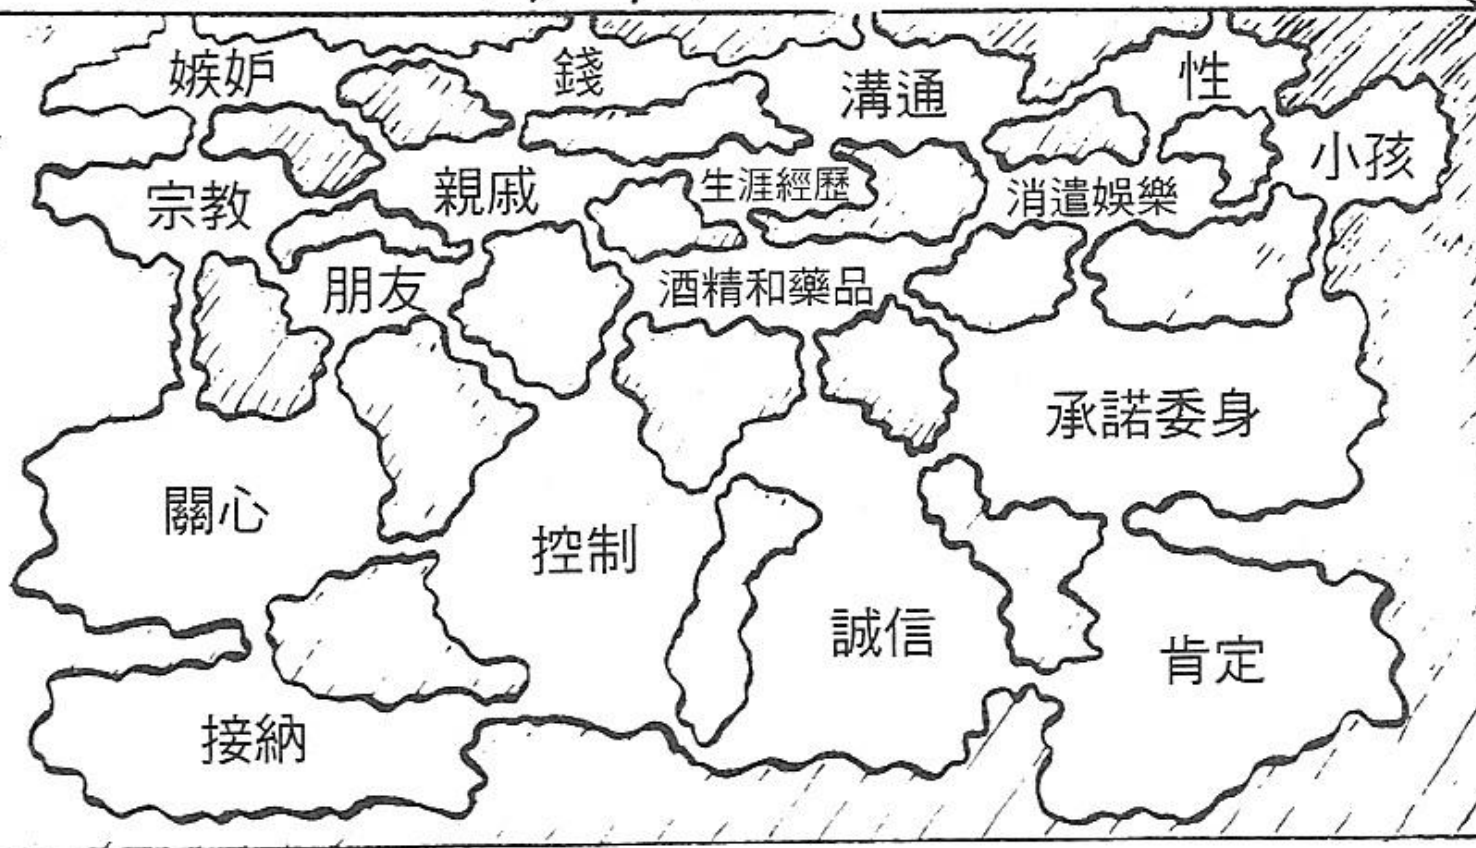 嫉妒
錢
溝通
性
小孩
宗教
親戚
生涯經歷
消遣娛樂
朋友
酒精和藥品
承諾委身
關心
控制
誠信
肯定
接納